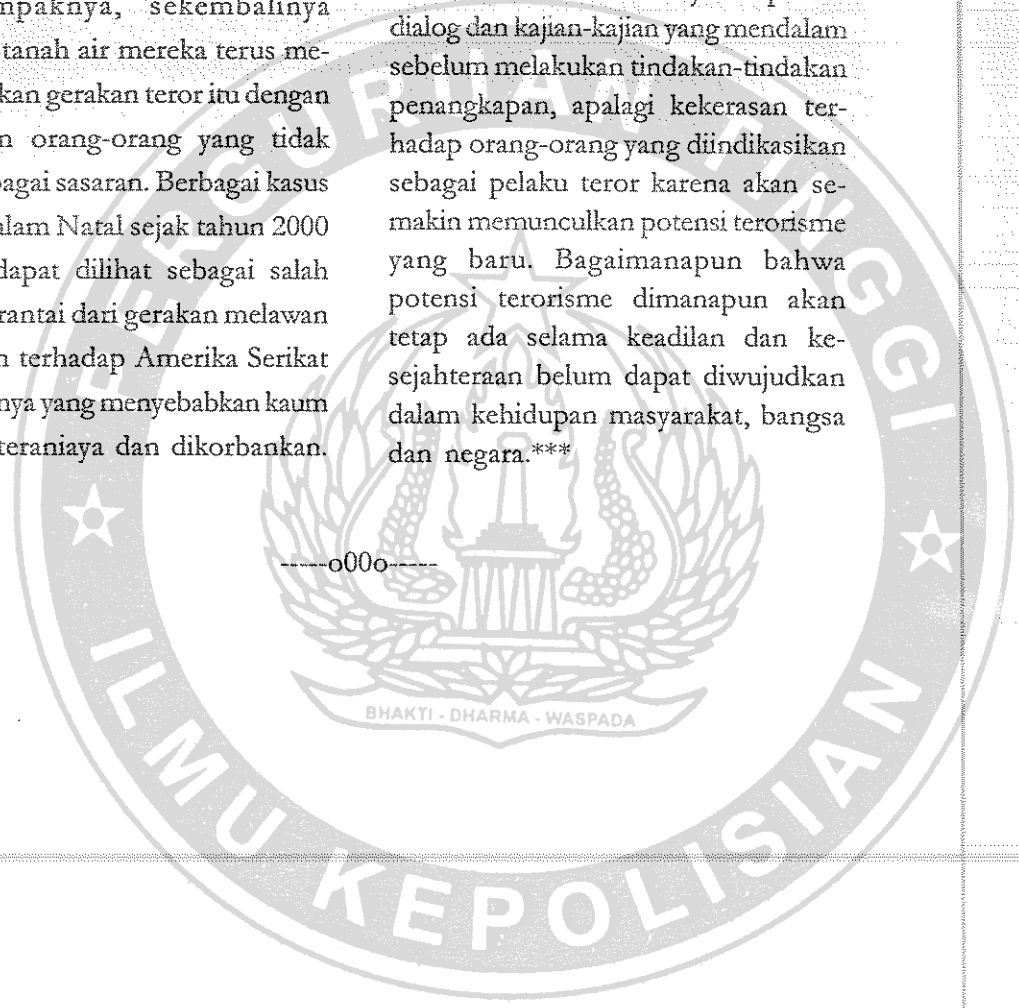 mpaknya, sekembalinya
tanah air mereka terus me-
kan gerakan teror itu dengan
n orang-orang yang tidak
bagai sasaran. Berbagai kasus
alam Natal sejak tahun 2000
dapat dilihat sebagai salah
rantai dari gerakan melawan
n terhadap Amerika Serikat
nya yang menyebabkan kaum
teraniaya dan dikorbankan.
dialog dan kajian-kajian yang mendalam
sebelum melakukan tindakan-tindakan
penangkapan, apalagi kekerasan ter-
hadap orang-orang yang diindikasikan
sebagai pelaku teror karena akan se-
makin memunculkan potensi terorisme
yang baru. Bagaimanapun bahwa
potensi terorisme dimanapun akan
tetap ada selama keadilan dan ke-
sejahteraan belum dapat diwujudkan
dalam kehidupan masyarakat, bangsa
dan negara.***
-----o00o-----
PERGURUAN TINGGI
BHAKTI - DHARMA - WASPADA
ILMU KEPOLISIAN